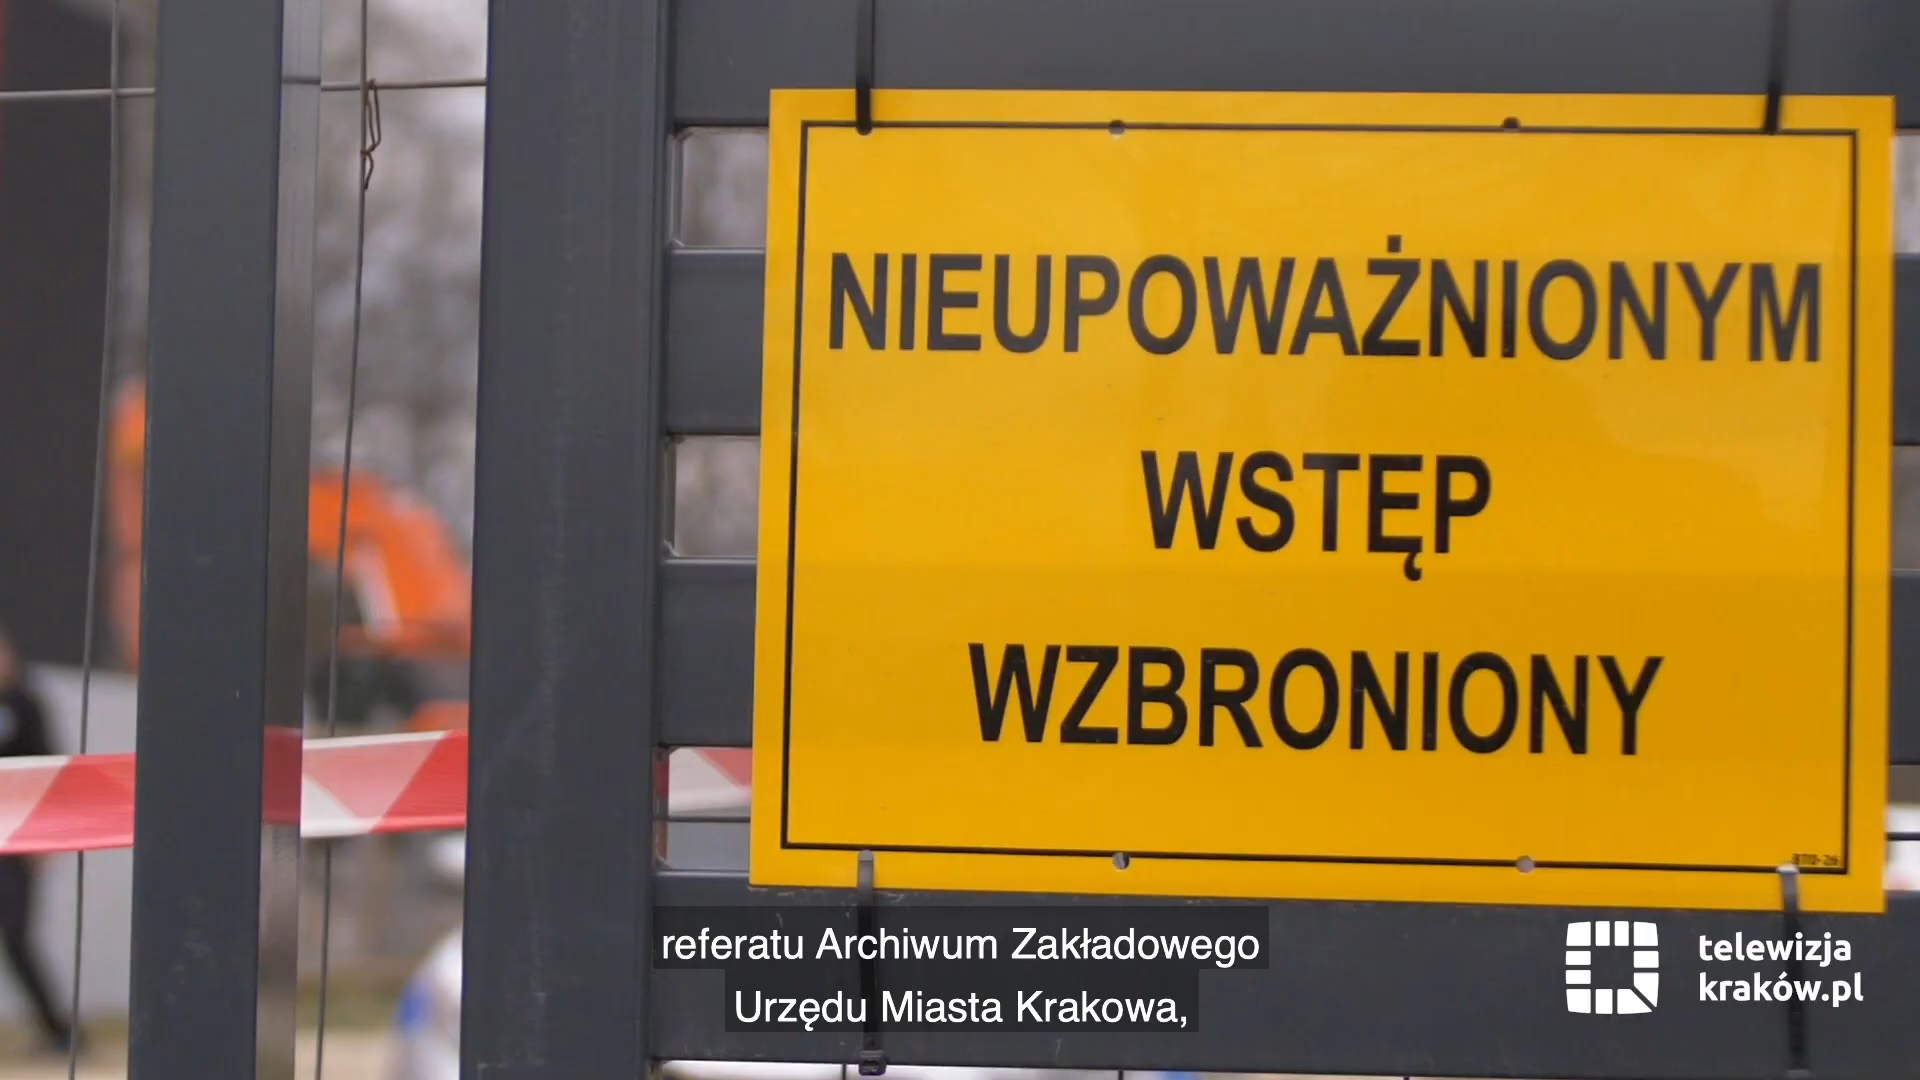 NIEUPOWAŻNIONYM
WSTĘP
WZBRONIONY
referatu Archiwum Zakładowego
Urzędu Miasta Krakowa,
telewizja
kraków.pl